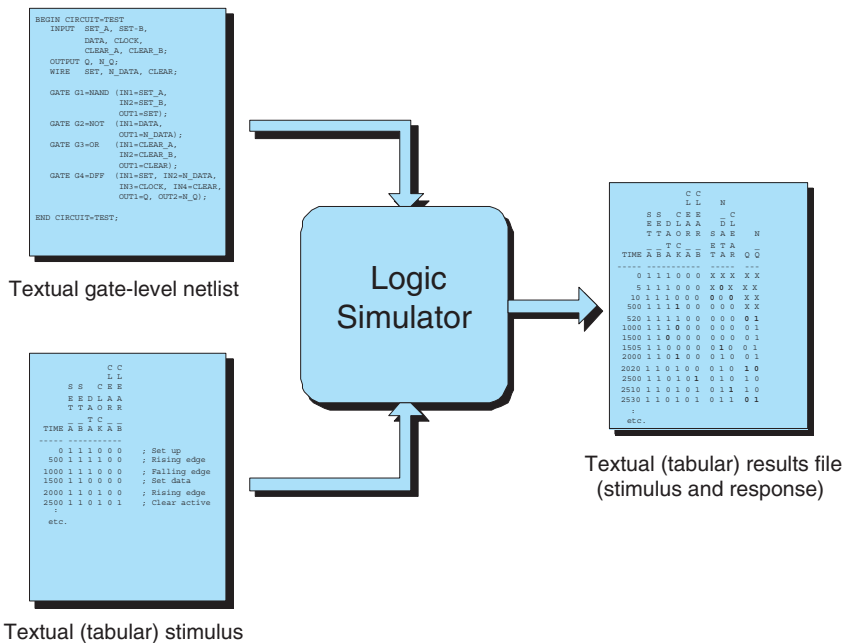 BEGIN CIRCUIT=TEST
INPUT SET_A, SET-B,
DATA, CLOCK,
CLEAR_A, CLEAR_B;
OUTPUT Q, N_Q;
WIRE SET, N_DATA, CLEAR;
GATE G1=NAND (IN1=SET_A,
IN2=SET_B,
OUT1=SET);
GATE G2=NOT (IN1=DATA,
OUT1=N_DATA);
GATE G3=OR (IN1=CLEAR_A,
IN2=CLEAR_B,
OUT1=CLEAR);
GATE G4=DFF (IN1=SET, IN2=N_DATA,
IN3=CLOCK, IN4=CLEAR,
OUT1=Q, OUT2=N_Q);
END CIRCUIT=TEST;
Textual gate-level netlist
C C
L L
S S C E E
E E D L A A
T T A O R R
_ _ T C _ _
TIME A B A K A B
----- -----------
0 1 1 1 0 0 0 ; Set up
500 1 1 1 1 0 0 ; Rising edge
1000 1 1 1 0 0 0 ; Falling edge
1500 1 1 0 0 0 0 ; Set data
2000 1 1 0 1 0 0 ; Rising edge
2500 1 1 0 1 0 1 ; Clear active
:
etc.
Textual (tabular) stimulus
Logic
Simulator
C C
L L N
S S C E E _ C
E E D L A A D L
T T A O R R S A E N
_ _ T C _ _ E T A _
TIME A B A K A B T A R Q Q
----- ----------- ----- ---
0 1 1 1 0 0 0 X X X X X
5 1 1 1 0 0 0 X 0 X X X
10 1 1 1 0 0 0 0 0 0 X X
500 1 1 1 1 0 0 0 0 0 X X
520 1 1 1 1 0 0 0 0 0 0 1
1000 1 1 1 0 0 0 0 0 0 0 1
1500 1 1 0 0 0 0 0 0 0 0 1
1505 1 1 0 0 0 0 0 1 0 0 1
2000 1 1 0 1 0 0 0 1 0 0 1
2020 1 1 0 1 0 0 0 1 0 1 0
2500 1 1 0 1 0 1 0 1 0 1 0
2510 1 1 0 1 0 1 0 1 1 1 0
2530 1 1 0 1 0 1 0 1 1 0 1
:
etc.
Textual (tabular) results file
(stimulus and response)